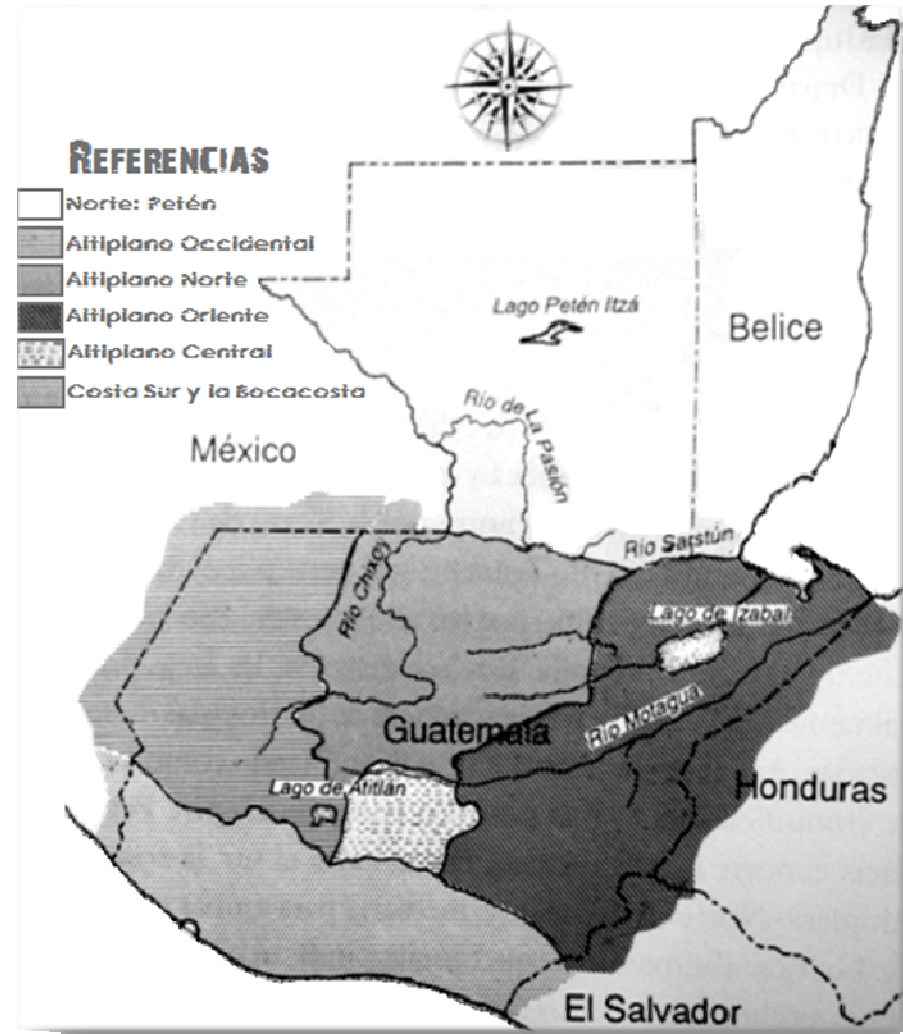 REFERENCIAS
Norte: Petén
Altiplano Occidental
Altiplano Norte
Altiplano Oriente
Altiplano Central
Costa Sur y la Bocacosta
Lago Petén Itzá
Belice
Río de La Pasión
México
Río Sarstún
Río Chixoy
Lago de Izabal
Río Motagua
Guatemala
Lago de Atitlán
Honduras
El Salvador